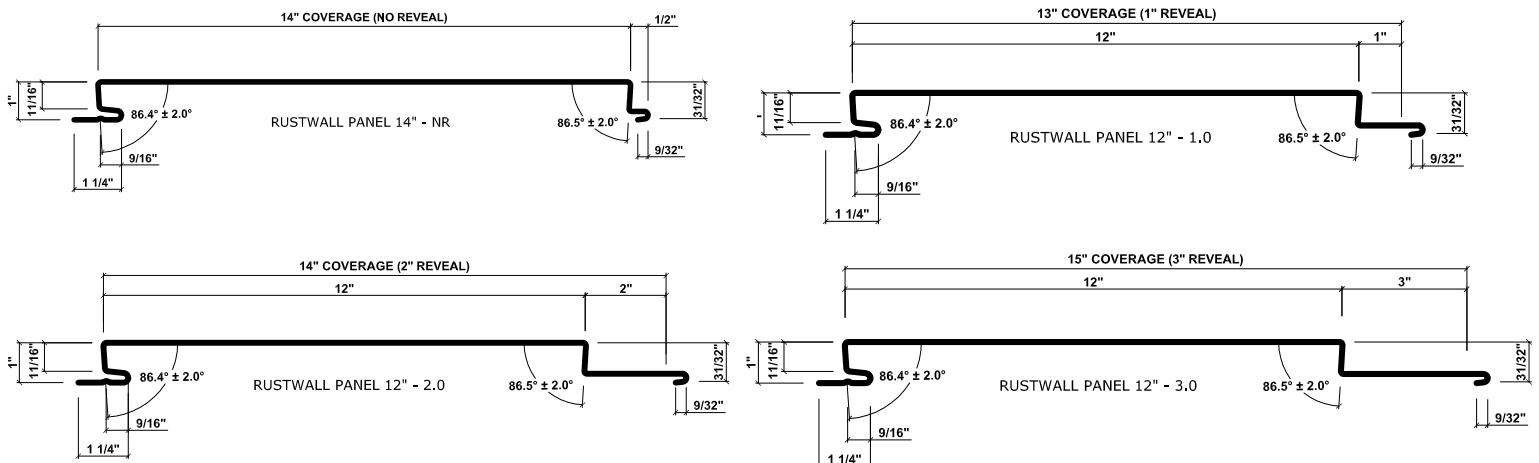 14" COVERAGE (NO REVEAL)
1/2"
1"
11/16"
86.4° ± 2.0°
RUSTWALL PANEL 14" - NR
86.5° ± 2.0°
31/32"
9/16"
9/32"
1 1/4"
13" COVERAGE (1" REVEAL)
12"
1"
11/16"
86.4° ± 2.0°
RUSTWALL PANEL 12" - 1.0
86.5° ± 2.0°
31/32"
9/16"
9/32"
1 1/4"
14" COVERAGE (2" REVEAL)
12"
2"
1"
11/16"
86.4° ± 2.0°
RUSTWALL PANEL 12" - 2.0
86.5° ± 2.0°
31/32"
9/16"
9/32"
1 1/4"
15" COVERAGE (3" REVEAL)
12"
3"
1"
11/16"
86.4° ± 2.0°
RUSTWALL PANEL 12" - 3.0
86.5° ± 2.0°
31/32"
9/16"
9/32"
1 1/4"